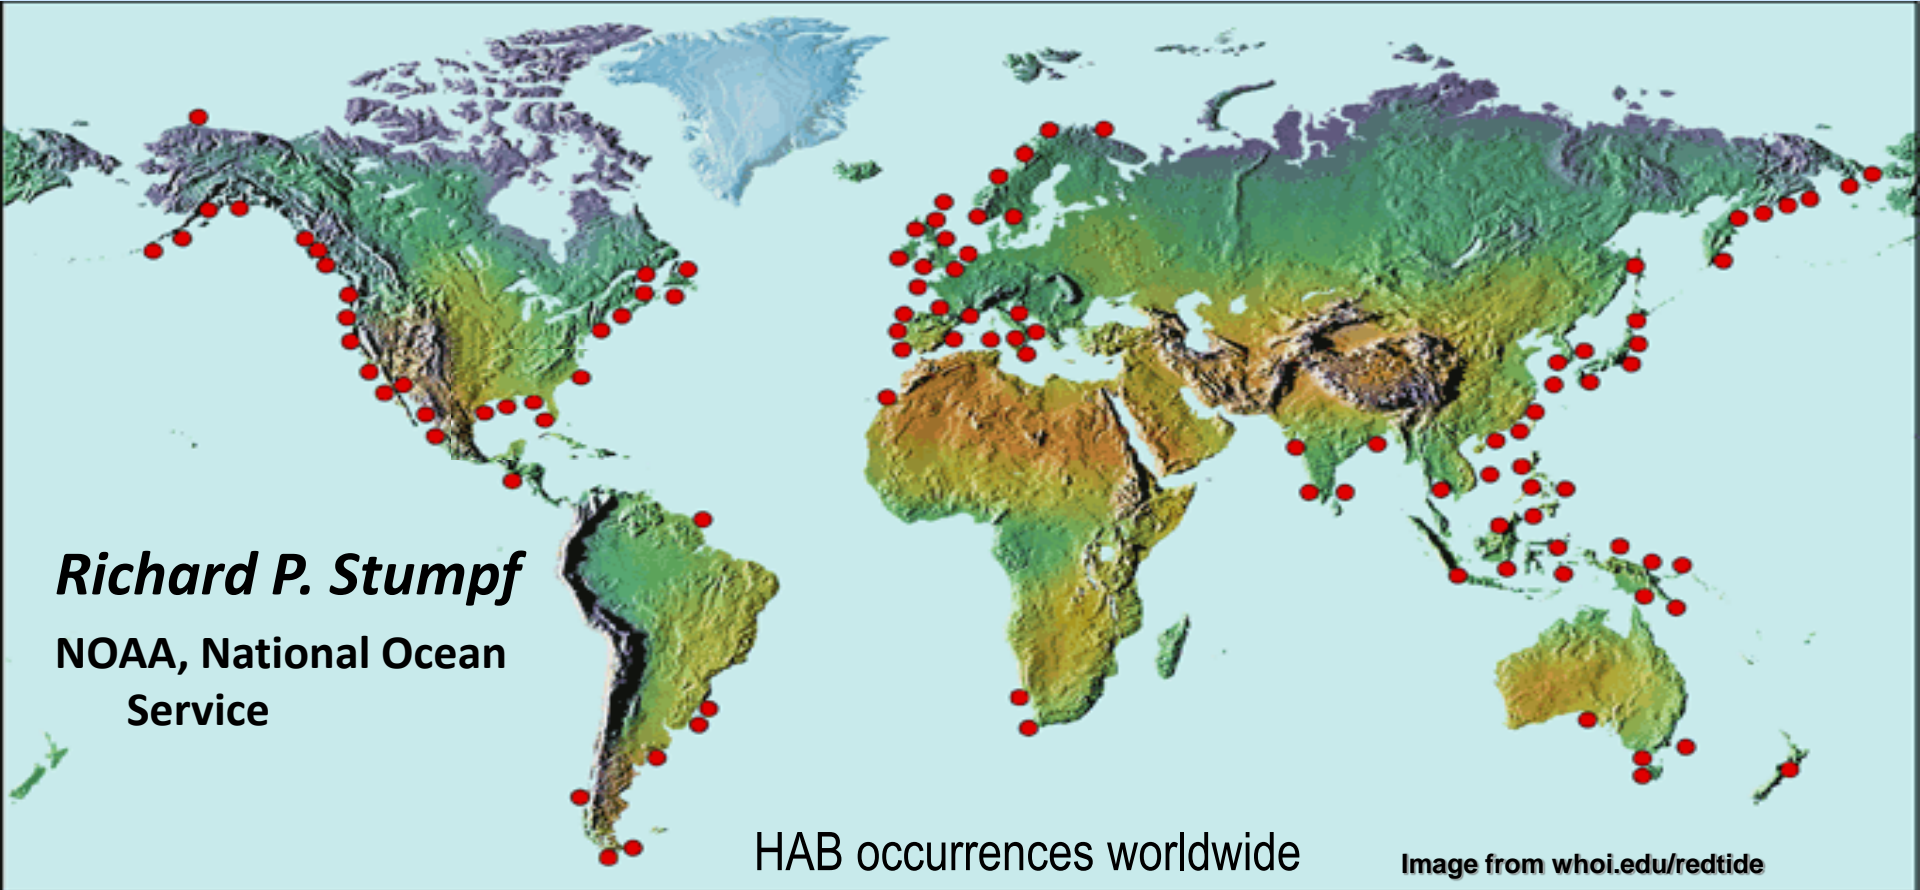 Richard P. Stumpf
NOAA, National Ocean
Service
HAB occurrences worldwide
Image from whoi.edu/redtide